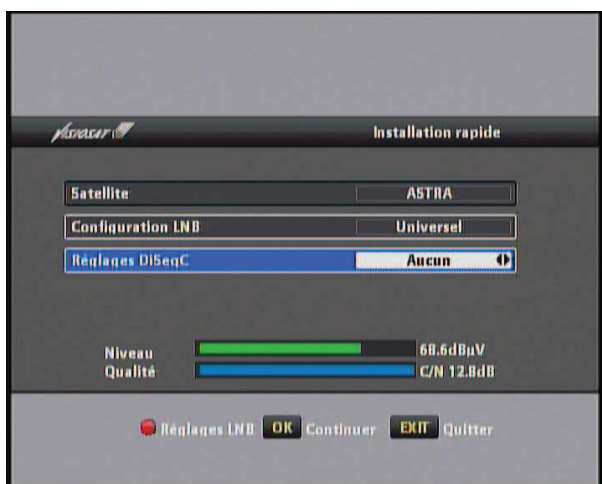 VISIOSAT
Installation rapide
Satellite ASTRA
Configuration LNB Universel
Réglages DiSeqC Aucun
Niveau 68.6dBµV
Qualité C/N 12.8dB
Réglages LNB OK Continuer EXIT Quitter